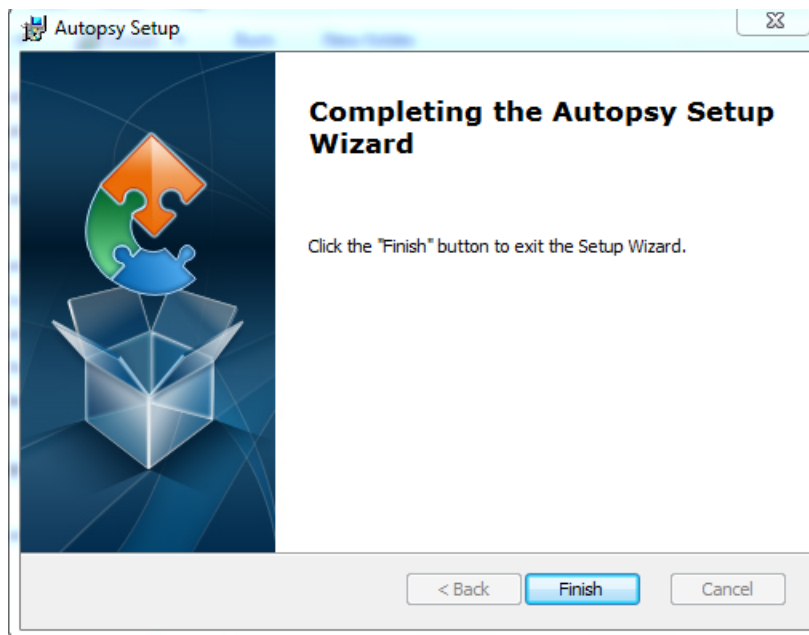 Autopsy Setup
Completing the Autopsy Setup
Wizard
Click the "Finish" button to exit the Setup Wizard.
< Back
Finish
Cancel